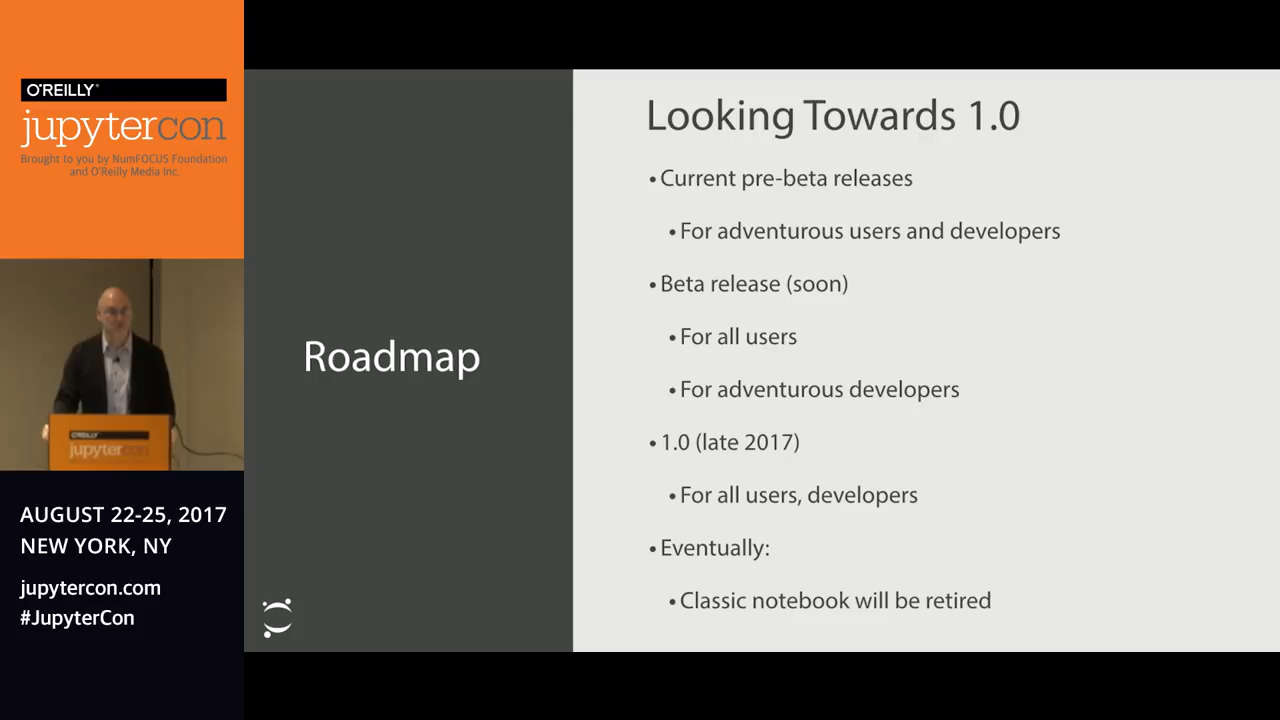 O'REILLY®
jupytercon
Brought to you by NumFOCUS Foundation
and O'Reilly Media Inc.
O'REILLY
jupytercon
AUGUST 22-25, 2017
NEW YORK, NY
jupytercon.com
#JupyterCon
Roadmap
Looking Towards 1.0
• Current pre-beta releases
• For adventurous users and developers
• Beta release (soon)
• For all users
• For adventurous developers
• 1.0 (late 2017)
• For all users, developers
• Eventually:
• Classic notebook will be retired